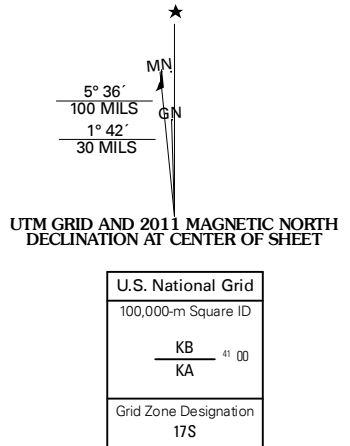 ★
MN
5° 36´
100 MILS
GN
1° 42´
30 MILS
UTM GRID AND 2011 MAGNETIC NORTH
DECLINATION AT CENTER OF SHEET
U.S. National Grid
100,000-m Square ID
KB
41 00
KA
Grid Zone Designation
17S